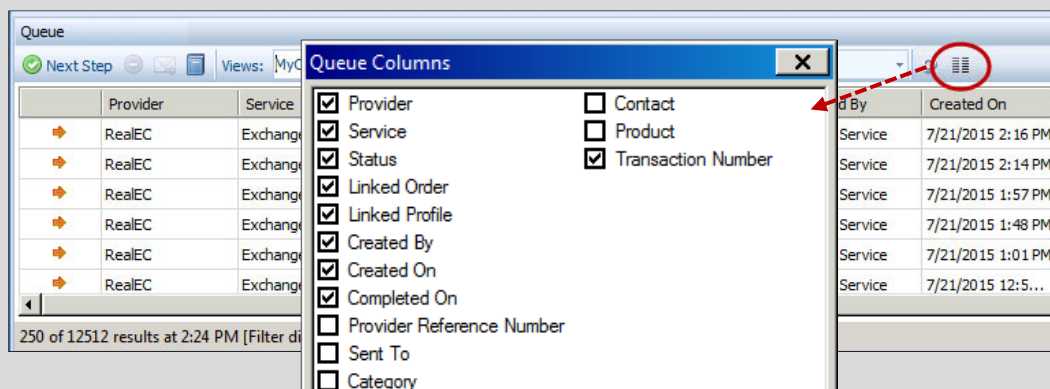 Queue
Next Step Views: MyC
Provider Service d By Created On
RealEC Exchange Service 7/21/2015 2:16 PM
RealEC Exchange Service 7/21/2015 2:14 PM
RealEC Exchange Service 7/21/2015 1:57 PM
RealEC Exchange Service 7/21/2015 1:48 PM
RealEC Exchange Service 7/21/2015 1:01 PM
RealEC Exchange Service 7/21/2015 12:5...
250 of 12512 results at 2:24 PM [Filter di
Queue Columns
Provider
Service
Status
Linked Order
Linked Profile
Created By
Created On
Completed On
Provider Reference Number
Sent To
Category
Contact
Product
Transaction Number